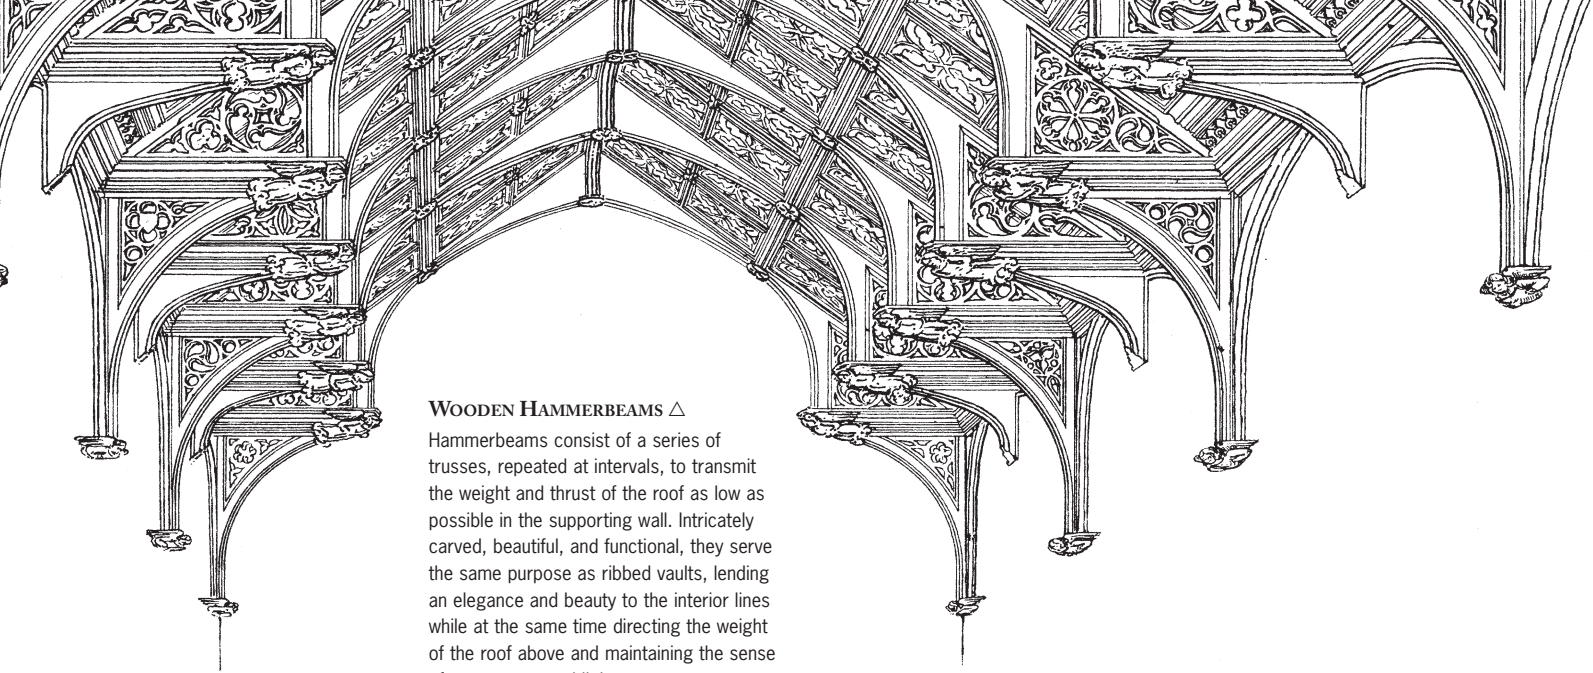 WOODEN HAMMERBEAMS △
Hammerbeams consist of a series of
trusses, repeated at intervals, to transmit
the weight and thrust of the roof as low as
possible in the supporting wall. Intricately
carved, beautiful, and functional, they serve
the same purpose as ribbed vaults, lending
an elegance and beauty to the interior lines
while at the same time directing the weight
of the roof above and maintaining the sense